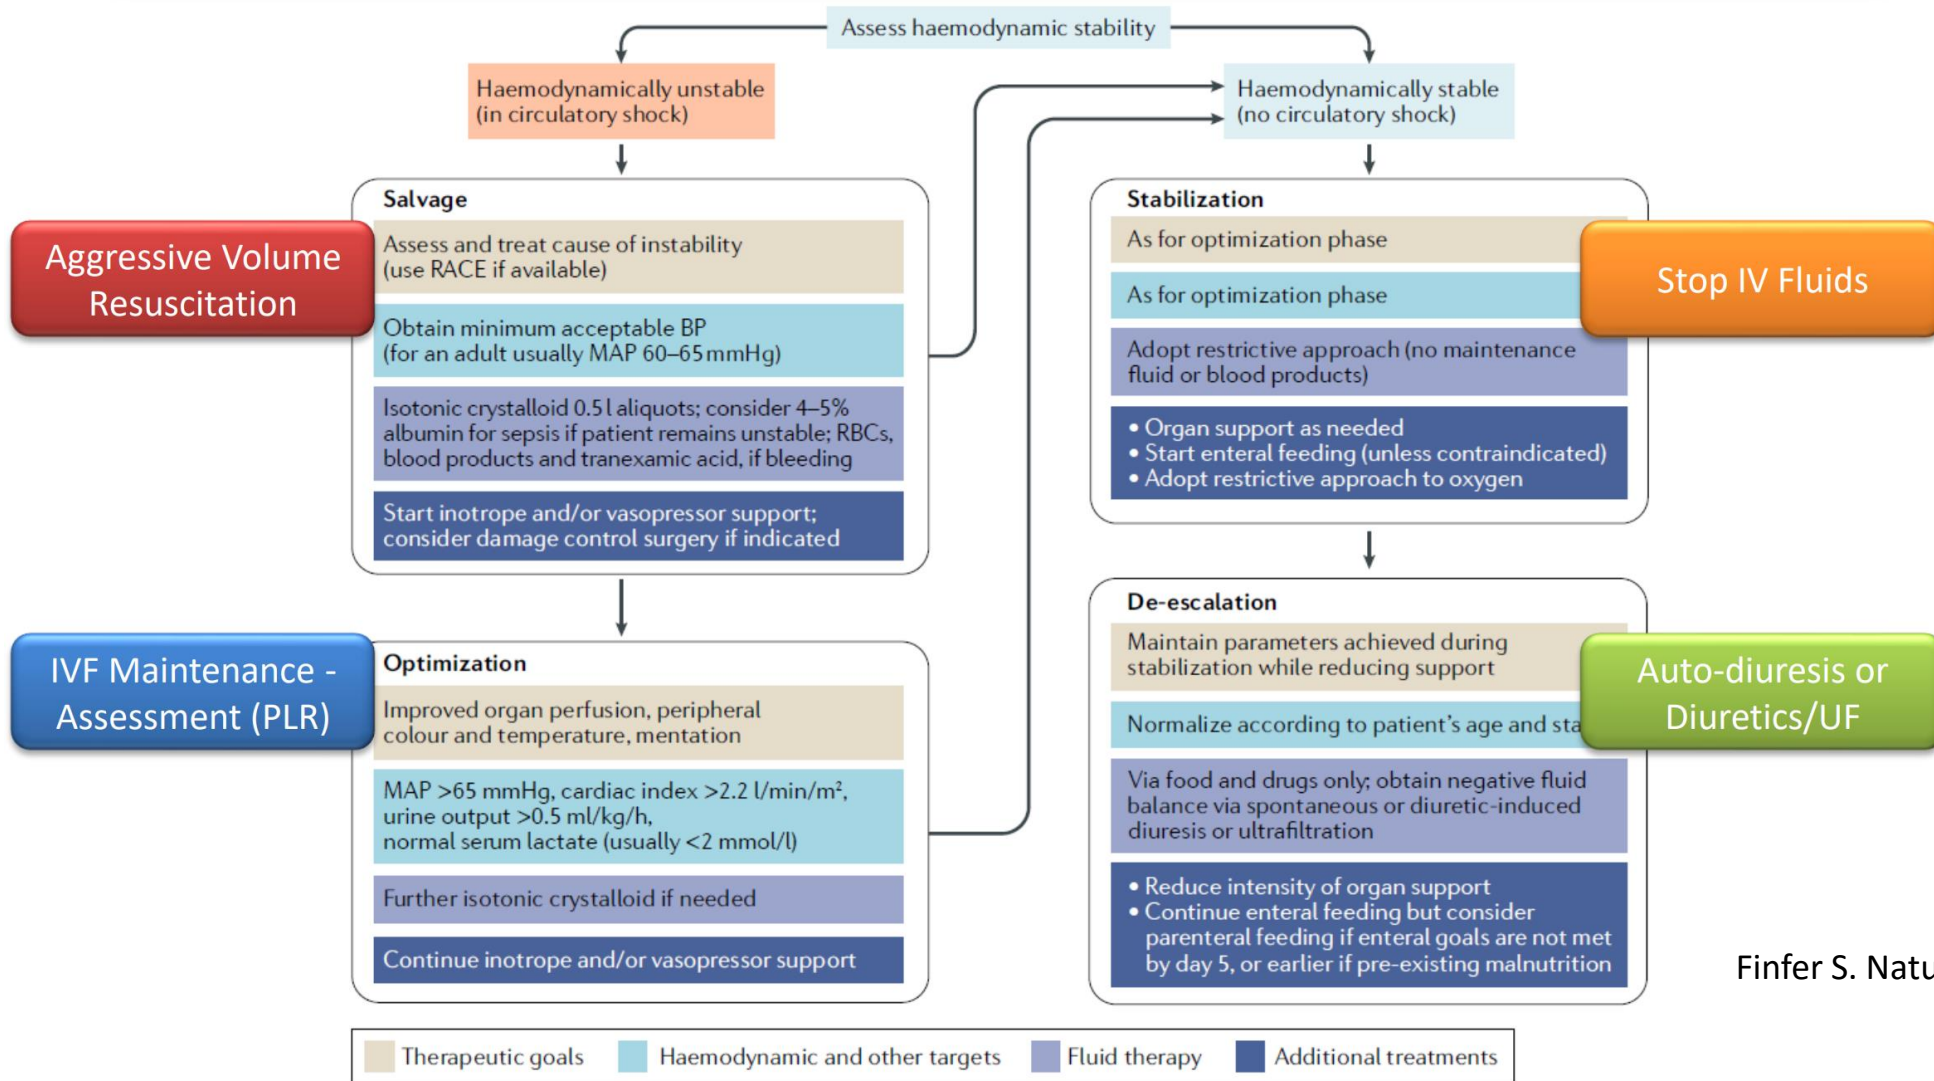 Assess haemodynamic stability
Haemodynamically unstable
(in circulatory shock)
Haemodynamically stable
(no circulatory shock)
Aggressive Volume
Resuscitation
Salvage
Assess and treat cause of instability
(use RACE if available)
Obtain minimum acceptable BP
(for an adult usually MAP 60–65 mmHg)
Isotonic crystalloid 0.5 l aliquots; consider 4–5%
albumin for sepsis if patient remains unstable; RBCs,
blood products and tranexamic acid, if bleeding
Start inotrope and/or vasopressor support;
consider damage control surgery if indicated
Stabilization
As for optimization phase
As for optimization phase
Adopt restrictive approach (no maintenance
fluid or blood products)
• Organ support as needed
• Start enteral feeding (unless contraindicated)
• Adopt restrictive approach to oxygen
Stop IV Fluids
IVF Maintenance -
Assessment (PLR)
Optimization
Improved organ perfusion, peripheral
colour and temperature, mentation
MAP >65 mmHg, cardiac index >2.2 l/min/m²,
urine output >0.5 ml/kg/h,
normal serum lactate (usually <2 mmol/l)
Further isotonic crystalloid if needed
Continue inotrope and/or vasopressor support
De-escalation
Maintain parameters achieved during
stabilization while reducing support
Normalize according to patient's age and
Via food and drugs only; obtain negative fluid
balance via spontaneous or diuretic-induced
diuresis or ultrafiltration
• Reduce intensity of organ support
• Continue enteral feeding but consider
parenteral feeding if enteral goals are not met
by day 5, or earlier if pre-existing malnutrition
Auto-diuresis or
Diuretics/UF
Finfer S.
Therapeutic goals
Haemodynamic and other targets
Fluid therapy
Additional treatments